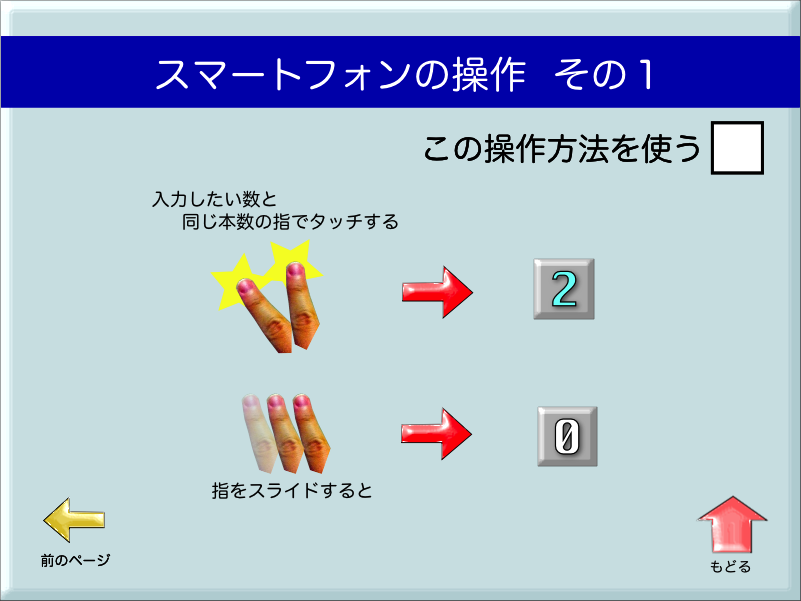 スマートフォンの操作 その１
この操作方法を使う
入力したい数と
同じ本数の指でタッチする
2
0
指をスライドすると
前のページ
もどる